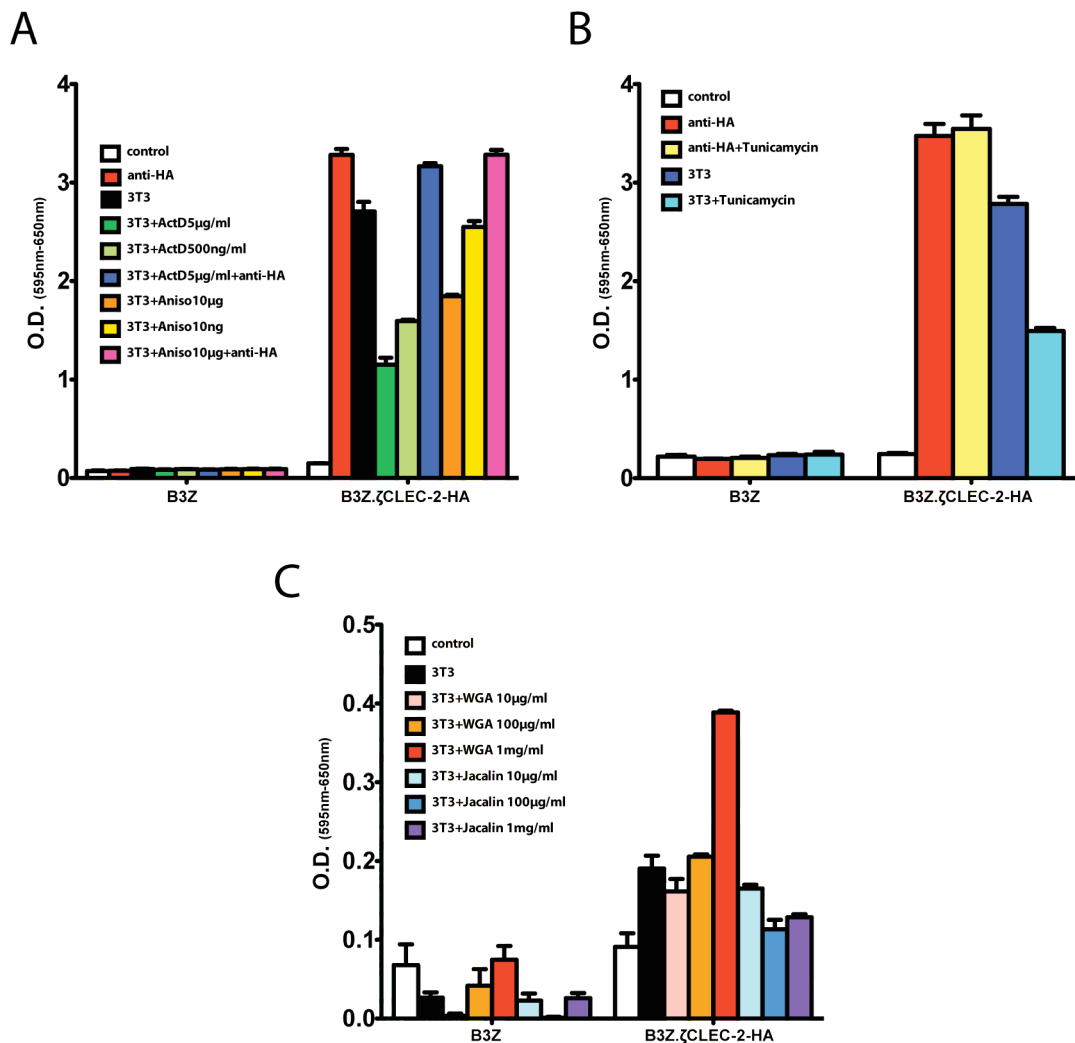 A
O.D. (595nm-650nm)
4
3
2
1
0
control
anti-HA
3T3
3T3+ActD5µg/ml
3T3+ActD500ng/ml
3T3+ActD5µg/ml+anti-HA
3T3+Aniso10µg
3T3+Aniso10ng
3T3+Aniso10µg+anti-HA
B3Z
B3Z.ζCLEC-2-HA
B
O.D. (595nm-650nm)
4
3
2
1
0
control
anti-HA
anti-HA+Tunicamycin
3T3
3T3+Tunicamycin
B3Z
B3Z.ζCLEC-2-HA
C
O.D. (595nm-650nm)
0.5
0.4
0.3
0.2
0.1
0.0
control
3T3
3T3+WGA 10µg/ml
3T3+WGA 100µg/ml
3T3+WGA 1mg/ml
3T3+Jacalin 10µg/ml
3T3+Jacalin 100µg/ml
3T3+Jacalin 1mg/ml
B3Z
B3Z.ζCLEC-2-HA